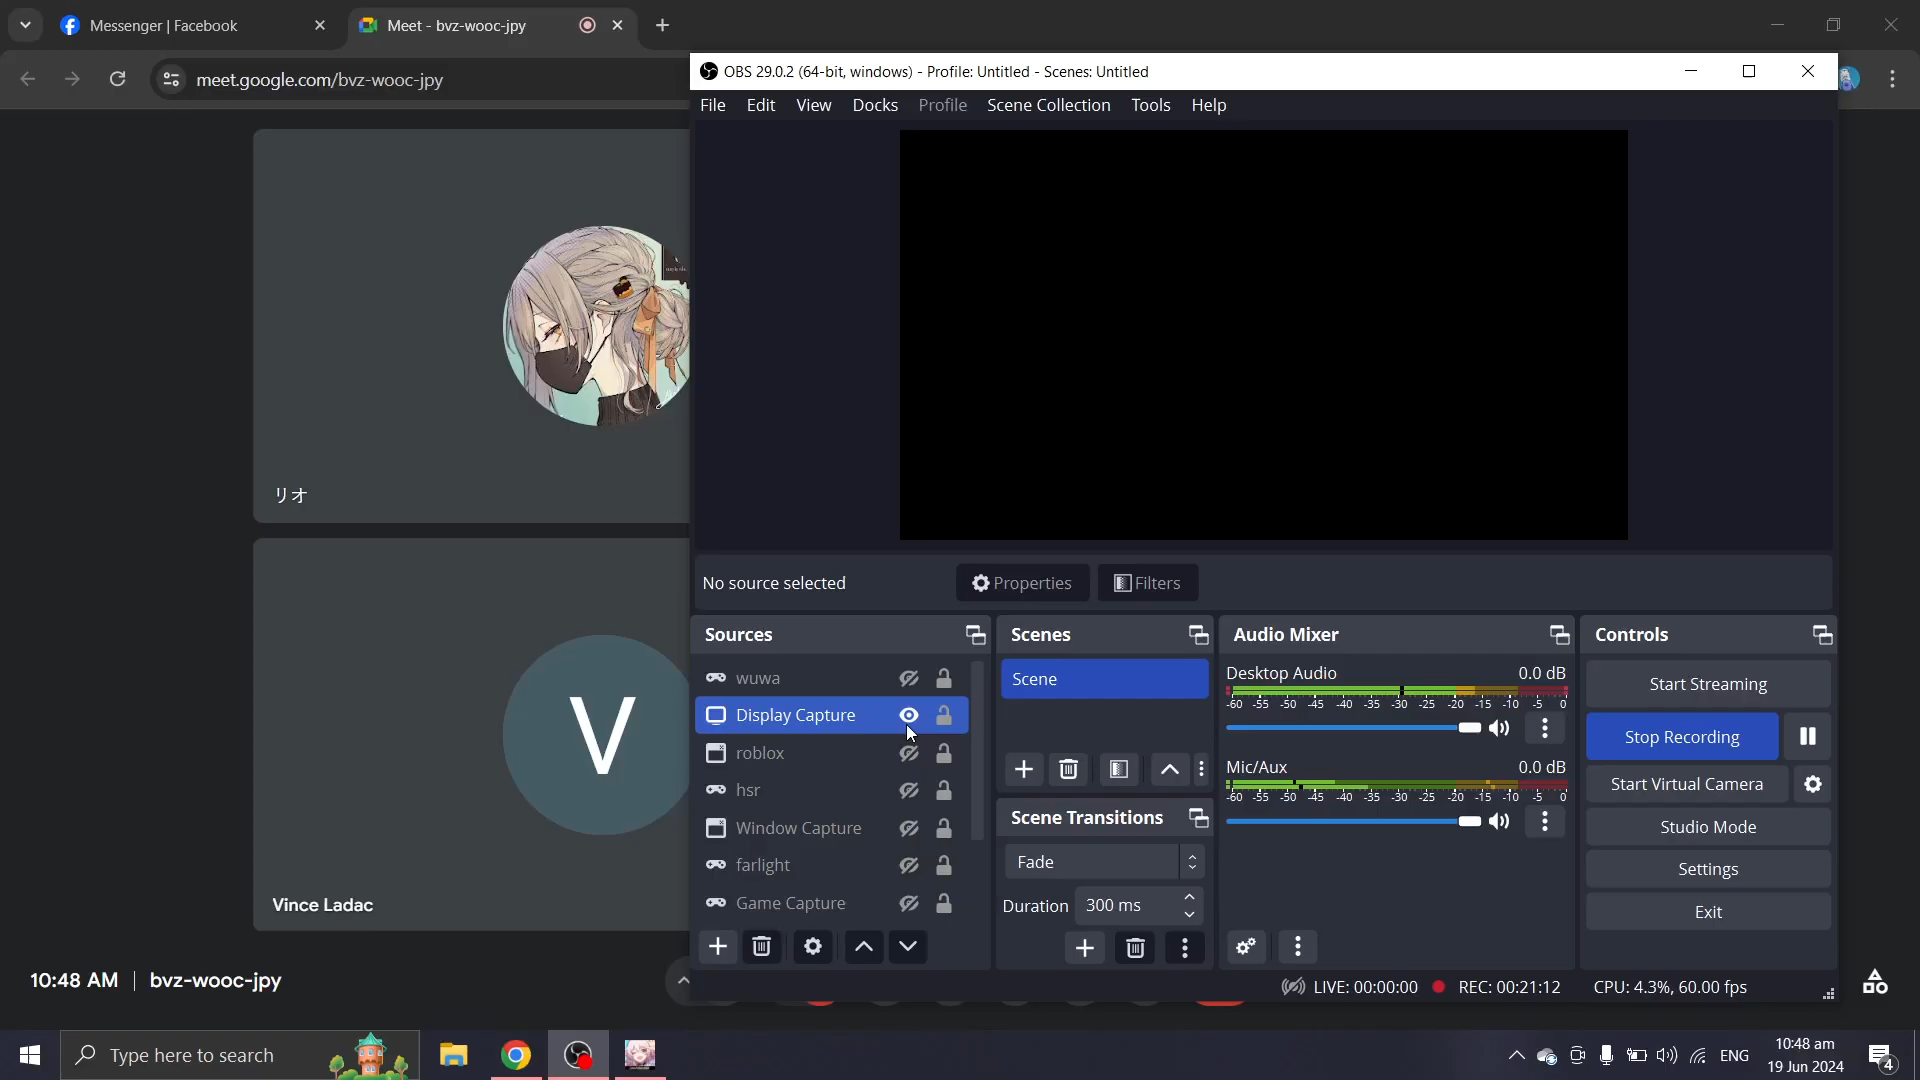 Messenger | Facebook
Meet - bvz-wooc-jpy
meet.google.com/bvz-wooc-jpy
OBS 29.0.2 (64-bit, windows) - Profile: Untitled - Scenes: Untitled
File Edit View Docks Profile Scene Collection Tools Help
リオ
V
Vince Ladac
10:48 AM | bvz-wooc-jpy
No source selected
Properties
Filters
Sources
wuwa
Display Capture
roblox
hsr
Window Capture
farlight
Game Capture
Scenes
Scene
Scene Transitions
Fade
Duration 300 ms
Audio Mixer
Desktop Audio 0.0 dB
-60 -55 -50 -45 -40 -35 -30 -25 -20 -15 -10 -5 0
Mic/Aux 0.0 dB
-60 -55 -50 -45 -40 -35 -30 -25 -20 -15 -10 -5 0
Controls
Start Streaming
Stop Recording
Start Virtual Camera
Studio Mode
Settings
Exit
LIVE: 00:00:00 REC: 00:21:12 CPU: 4.3%, 60.00 fps
Type here to search
ENG
10:48 am
19 Jun 2024
4